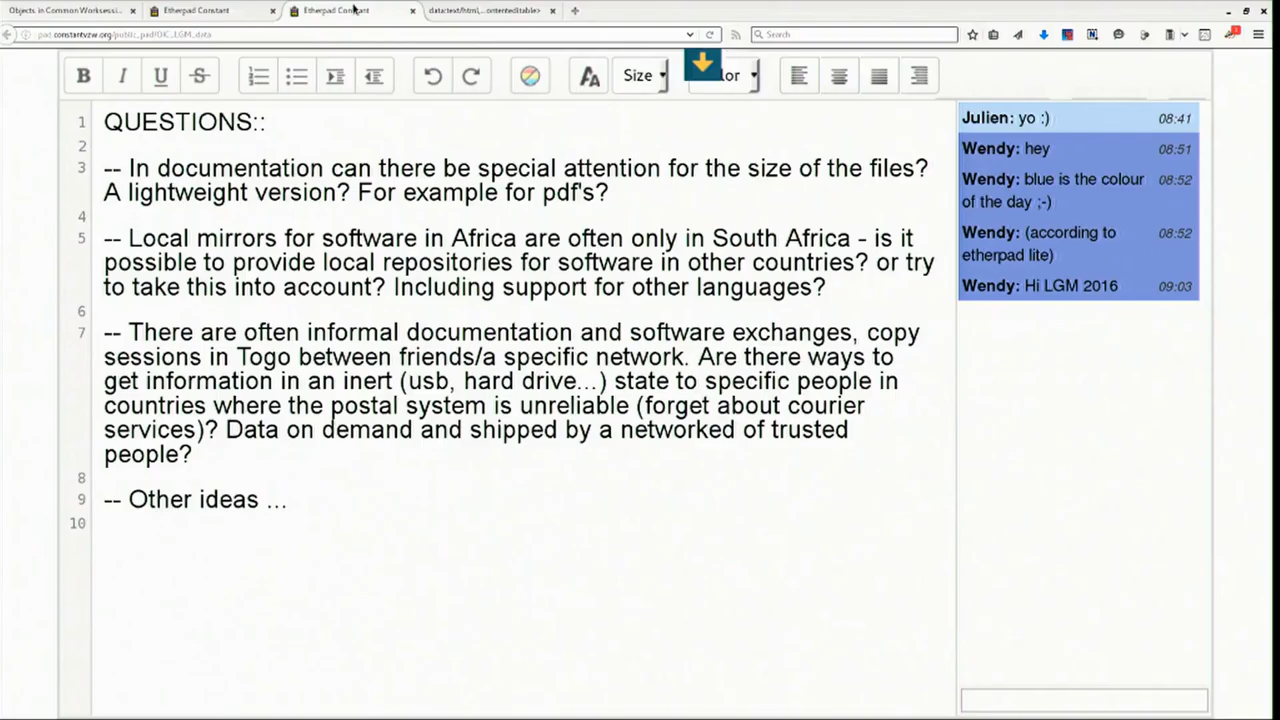 Objects in Common Worksessi...
Etherpad Constant
Etherpad Constant
data:text/html,...ontenteditable>
pad.constantvzw.org/public_pad/OIC_LGM_data
Search
B I U S
Size
lor
1 QUESTIONS::
2
3 -- In documentation can there be special attention for the size of the files?
A lightweight version? For example for pdf's?
4
5 -- Local mirrors for software in Africa are often only in South Africa - is it
possible to provide local repositories for software in other countries? or try
to take this into account? Including support for other languages?
6
7 -- There are often informal documentation and software exchanges, copy
sessions in Togo between friends/a specific network. Are there ways to
get information in an inert (usb, hard drive...) state to specific people in
countries where the postal system is unreliable (forget about courier
services)? Data on demand and shipped by a networked of trusted
people?
8
9 -- Other ideas ...
10
Julien: yo :) 08:41
Wendy: hey 08:51
Wendy: blue is the colour 08:52
of the day ;-)
Wendy: (according to 08:52
etherpad lite)
Wendy: Hi LGM 2016 09:03